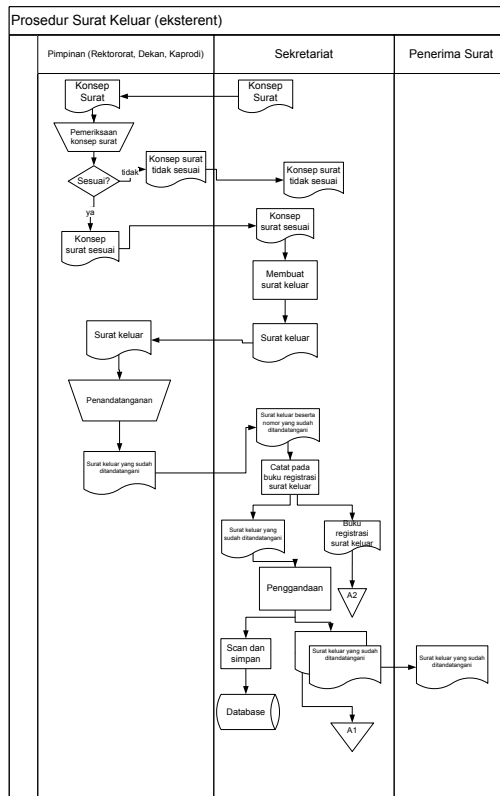 Prosedur Surat Keluar (eksterent)
Pimpinan (Rektororat, Dekan, Kaprodi)
Sekretariat
Penerima Surat
Konsep
Surat
Konsep
Surat
Pemeriksaan
konsep surat
Sesuai?
tidak
Konsep surat
tidak sesuai
Konsep surat
tidak sesuai
ya
Konsep
surat sesuai
Konsep
surat sesuai
Membuat
surat keluar
Surat keluar
Surat keluar
Penandatanganan
Surat keluar yang sudah
ditandatangani
Surat keluar beserta
nomor yang sudah
ditandatangani
Catat pada
buku registrasi
surat keluar
Surat keluar yang
sudah ditandatangani
Buku
registrasi
surat keluar
Penggandaan
A2
Scan dan
simpan
Surat keluar yang sudah
ditandatangani
Surat keluar yang sudah
ditandatangani
Database
A1